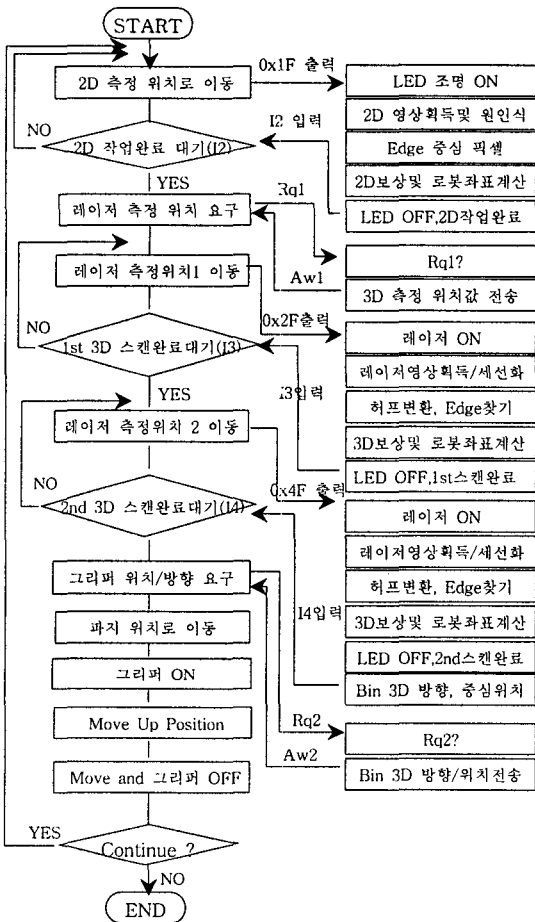 START
0x1F 출력
2D 측정 위치로 이동
LED 조명 ON
NO
I2 입력
2D 영상획득및 원인식
2D 작업완료 대기(I2)
Edge 중심 픽셀
YES
Rq1
2D보상및 로봇좌표계산
레이저 측정 위치 요구
LED OFF,2D작업완료
레이저 측정위치1 이동
Aw1
Rq1?
3D 측정 위치값 전송
NO
0x2F출력
1st 3D 스캔완료대기(I3)
레이저 ON
레이저영상획득/세선화
YES
I3입력
허프변환, Edge찾기
레이저 측정위치 2 이동
3D보상및 로봇좌표계산
NO
LED OFF,1st스캔완료
0x4F 출력
2nd 3D 스캔완료대기(I4)
레이저 ON
레이저영상획득/세선화
그리퍼 위치/방향 요구
허프변환, Edge찾기
I4입력
파지 위치로 이동
3D보상및 로봇좌표계산
그리퍼 ON
LED OFF,2nd스캔완료
Bin 3D 방향, 중심위치
Move Up Position
Rq2
Rq2?
Aw2
Move and 그리퍼 OFF
Bin 3D 방향/위치전송
YES
Continue ?
NO
END